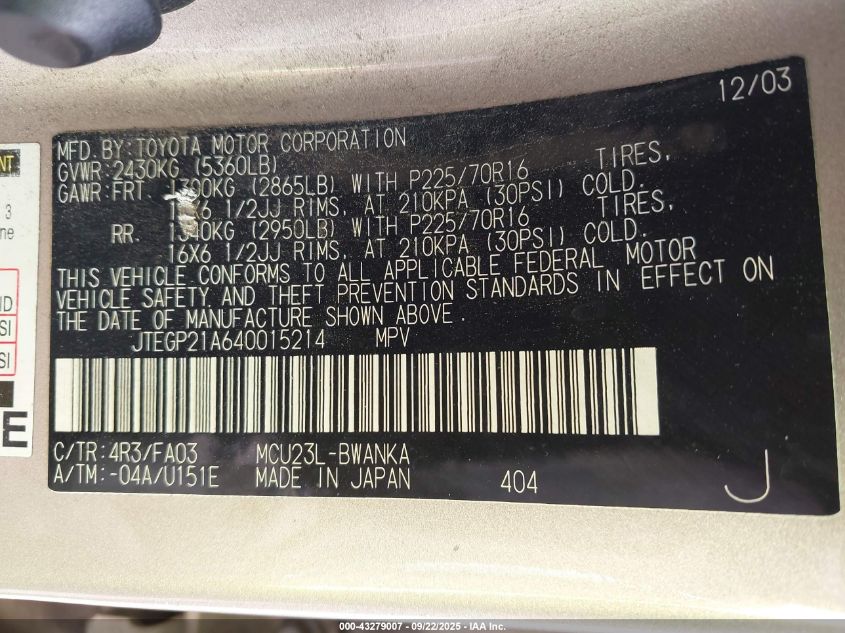 12/03
MFD. BY: TOYOTA MOTOR CORPORATION
GVWR: 2430KG (5360LB)
GAWR: FRT 1300KG (2865LB) WITH P225/70R16 TIRES,
16X6 1/2JJ RIMS, AT 210KPA (30PSI) COLD.
RR. 1340KG (2950LB) WITH P225/70R16 TIRES,
16X6 1/2JJ RIMS, AT 210KPA (30PSI) COLD.
THIS VEHICLE CONFORMS TO ALL APPLICABLE FEDERAL MOTOR
VEHICLE SAFETY AND THEFT PREVENTION STANDARDS IN EFFECT ON
THE DATE OF MANUFACTURE SHOWN ABOVE.
JTEGP21A640015214 MPV
C/TR: 4R3/FA03 MCU23L-BWANKA
A/TM: -04A/U151E MADE IN JAPAN 404 J
3
E
000-43279007 - 09/22/2025 - IAA Inc.